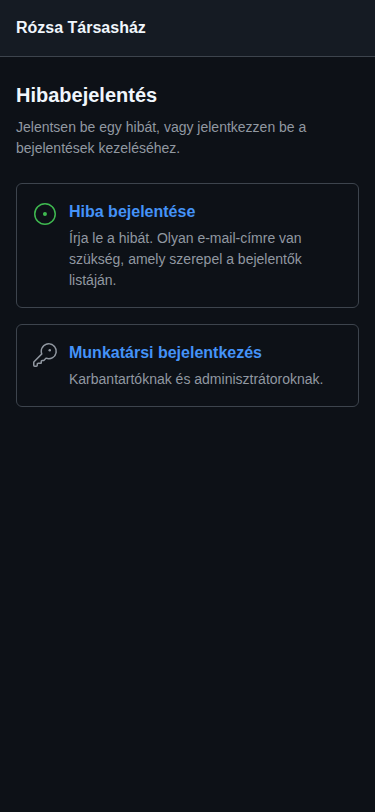 Rózsa Társasház
Hibabejelentés
Jelentsen be egy hibát, vagy jelentkezzen be a
bejelentések kezeléséhez.
Hiba bejelentése
Írja le a hibát. Olyan e-mail-címre van
szükség, amely szerepel a bejelentők
listáján.
Munkatársi bejelentkezés
Karbantartóknak és adminisztrátoroknak.